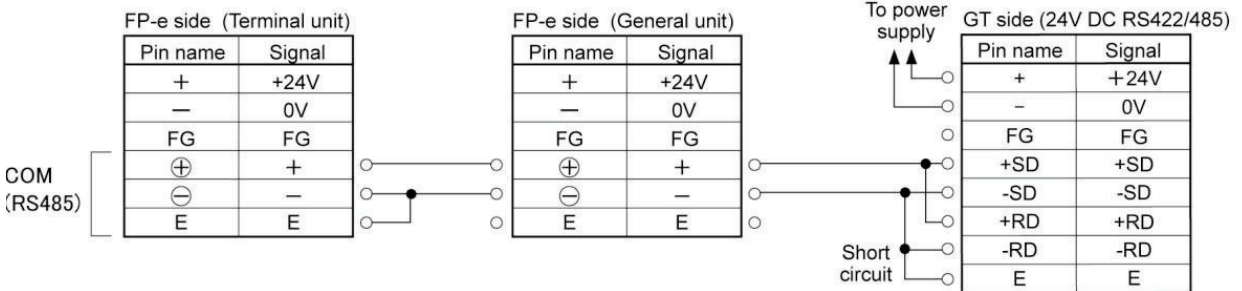 FP-e side (Terminal unit)
Pin name Signal
+ +24V
− 0V
FG FG
⊕ +
⊖ −
E E
COM
(RS485)
FP-e side (General unit)
Pin name Signal
+ +24V
− 0V
FG FG
⊕ +
⊖ −
E E
To power
supply
GT side (24V DC RS422/485)
Pin name Signal
+ +24V
− 0V
FG FG
+SD +SD
-SD -SD
+RD +RD
-RD -RD
E E
Short
circuit